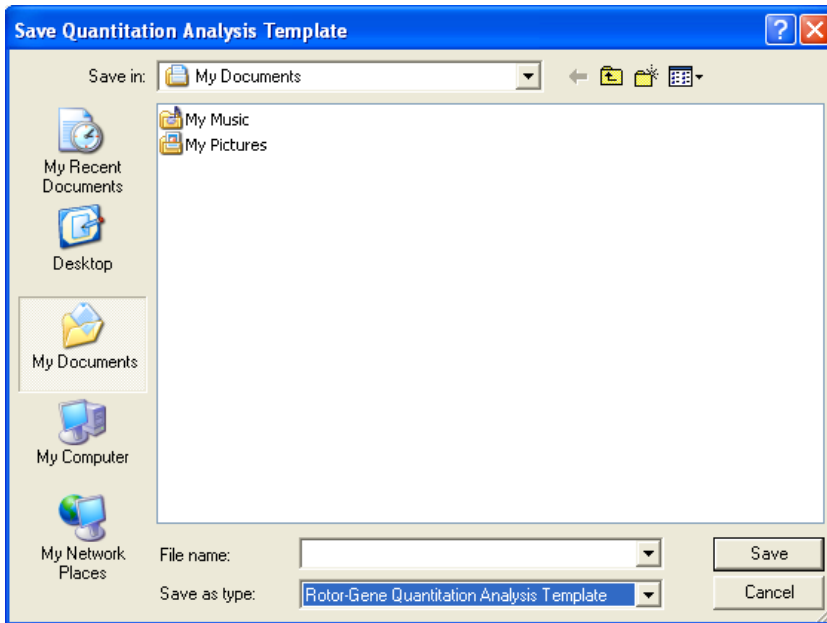 Save Quantitation Analysis Template
Save in: My Documents
My Music
My Pictures
My Recent
Documents
Desktop
My Documents
My Computer
My Network
Places
File name:
Save
Save as type: Rotor-Gene Quantitation Analysis Template
Cancel